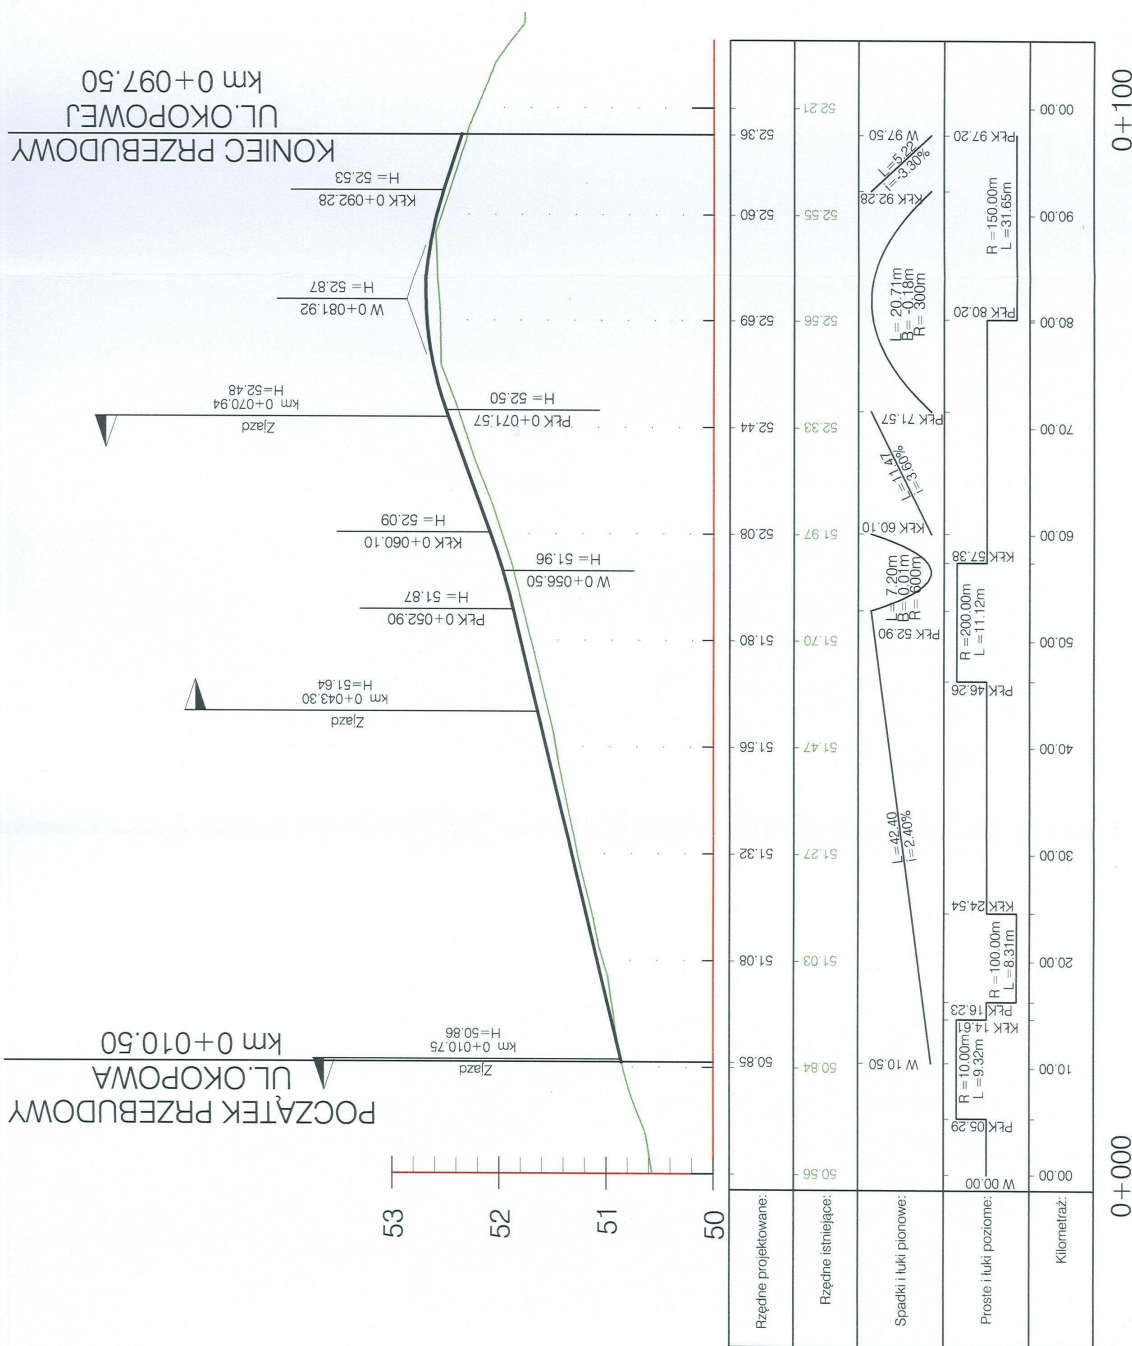 KONIEC PRZEBUDOWY
UL.OKOPOWEJ
km 0+097.50
KŁK 0+092.28
H = 52.53
W 0+081.92
H = 52.87
Zjazd
km 0+070.94
H=52.48
PŁK 0+071.57
H = 52.50
KŁK 0+060.10
H = 52.09
W 0+056.50
H = 51.96
PŁK 0+052.90
H = 51.87
Zjazd
km 0+043.30
H=51.64
POCZĄTEK PRZEBUDOWY
UL.OKOPOWA
km 0+010.50
Zjazd
km 0+010.75
H=50.86
53
52
51
50
Rzędne projektowane:
50.85
51.08
51.32
51.56
51.80
52.08
52.44
52.69
52.60
52.36
Rzędne istniejące:
50.56
50.84
51.03
51.27
51.47
51.70
51.97
52.33
52.56
52.55
52.21
Spadki i łuki pionowe:
W 10.50
L=42.40
i=2.40%
PŁK 52.90
L= 7.20m
B= 0.01m
R= 600m
KŁK 60.10
L=11.47
i=3.60%
PŁK 71.57
L= 20.71m
B= -0.18m
R= 300m
KŁK 92.28
L=5.22
i=-3.30%
W 97.50
Proste i łuki poziome:
W 00.00
PŁK 05.29
R =10.00m
L =9.32m
KŁK 14.61
PŁK 16.23
R =100.00m
L =8.31m
KŁK 24.54
PŁK 46.26
R =200.00m
L =11.12m
KŁK 57.38
PŁK 80.20
R =150.00m
L =31.65m
PŁK 97.20
Kilometraż:
00.00
10.00
20.00
30.00
40.00
50.00
60.00
70.00
80.00
90.00
00.00
0+000
0+100